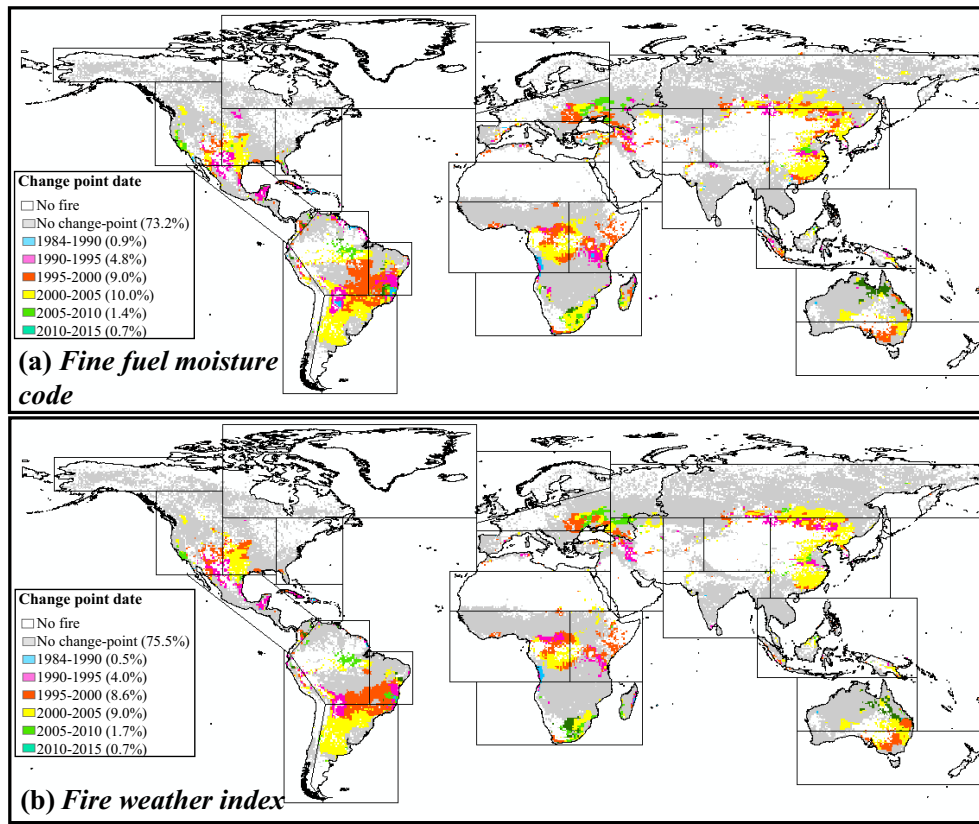 Change point date
No fire
No change-point (73.2%)
1984-1990 (0.9%)
1990-1995 (4.8%)
1995-2000 (9.0%)
2000-2005 (10.0%)
2005-2010 (1.4%)
2010-2015 (0.7%)
(a) Fine fuel moisture
code
Change point date
No fire
No change-point (75.5%)
1984-1990 (0.5%)
1990-1995 (4.0%)
1995-2000 (8.6%)
2000-2005 (9.0%)
2005-2010 (1.7%)
2010-2015 (0.7%)
(b) Fire weather index